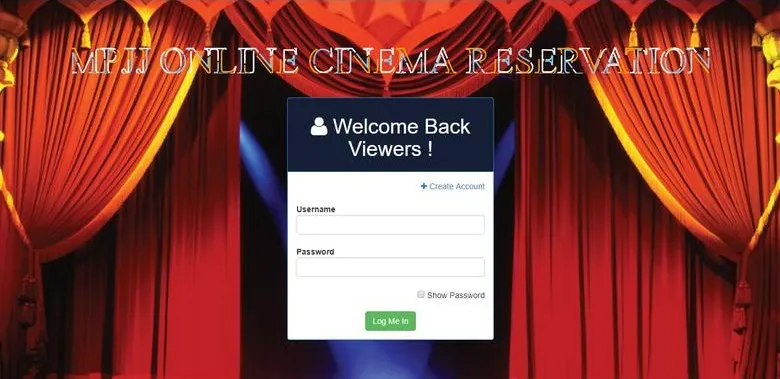 MPJJ ONLINE CINEMA RESERVATION
Welcome Back
Viewers !
+ Create Account
Username
Password
Show Password
Log Me In